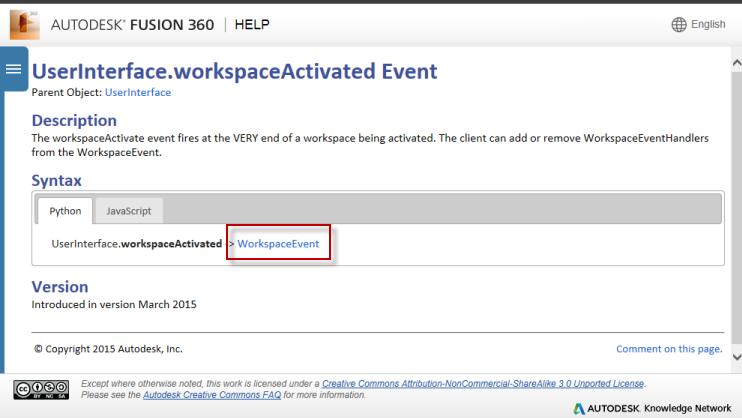 AUTODESK® FUSION 360 | HELP
English
UserInterface.workspaceActivated Event
Parent Object: UserInterface
Description
The workspaceActivate event fires at the VERY end of a workspace being activated. The client can add or remove WorkspaceEventHandlers
from the WorkspaceEvent.
Syntax
Python
JavaScript
UserInterface.workspaceActivated -> WorkspaceEvent
Version
Introduced in version March 2015
© Copyright 2015 Autodesk, Inc.
Comment on this page.
Except where otherwise noted, this work is licensed under a Creative Commons Attribution-NonCommercial-ShareAlike 3.0 Unported License.
Please see the Autodesk Creative Commons FAQ for more information.
cc BY NC SA
AUTODESK. Knowledge Network